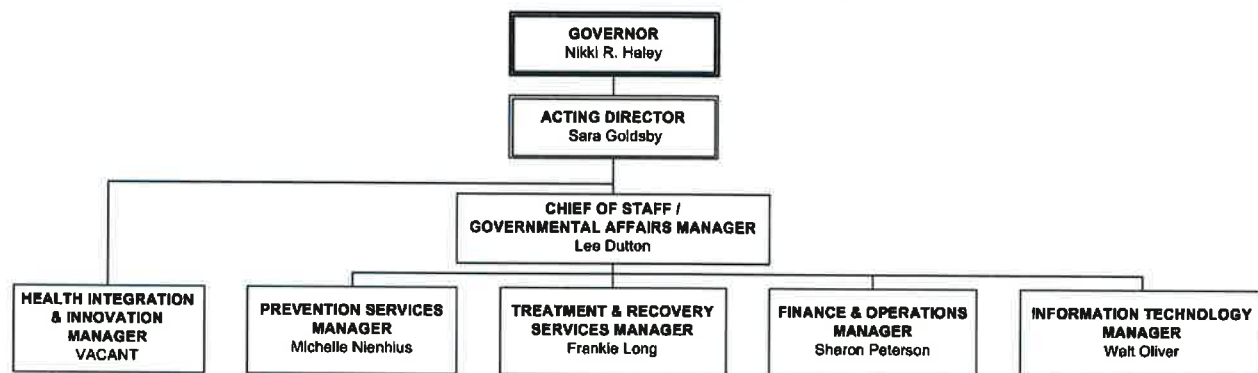 GOVERNOR
Nikki R. Haley
ACTING DIRECTOR
Sara Goldsby
CHIEF OF STAFF /
GOVERNMENTAL AFFAIRS MANAGER
Lee Dutton
HEALTH INTEGRATION
& INNOVATION
MANAGER
VACANT
PREVENTION SERVICES
MANAGER
Michelle Nienhius
TREATMENT & RECOVERY
SERVICES MANAGER
Frankie Long
FINANCE & OPERATIONS
MANAGER
Sharon Peterson
INFORMATION TECHNOLOGY
MANAGER
Walt Oliver